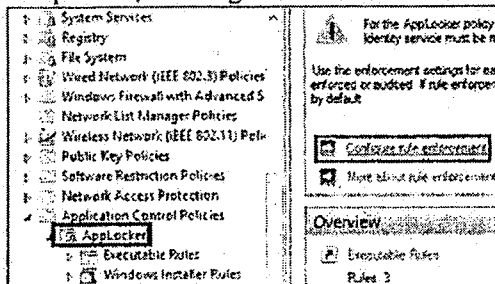 System Services
Registry
File System
Wired Network (IEEE 802.3) Policies
Windows Firewall with Advanced S
Network List Manager Policies
Wireless Network (IEEE 802.11) Poli
Public Key Policies
Software Restriction Policies
Network Access Protection
Application Control Policies
AppLocker
Executable Rules
Windows Installer Rules
For the AppLocker policy
Identity service must be
Use the enforcement settings for
enforced or audited. If rule enforcem
by default
Configure rule enforcement
More about rule enforcement
Overview
Executable Rules
Rules: 3